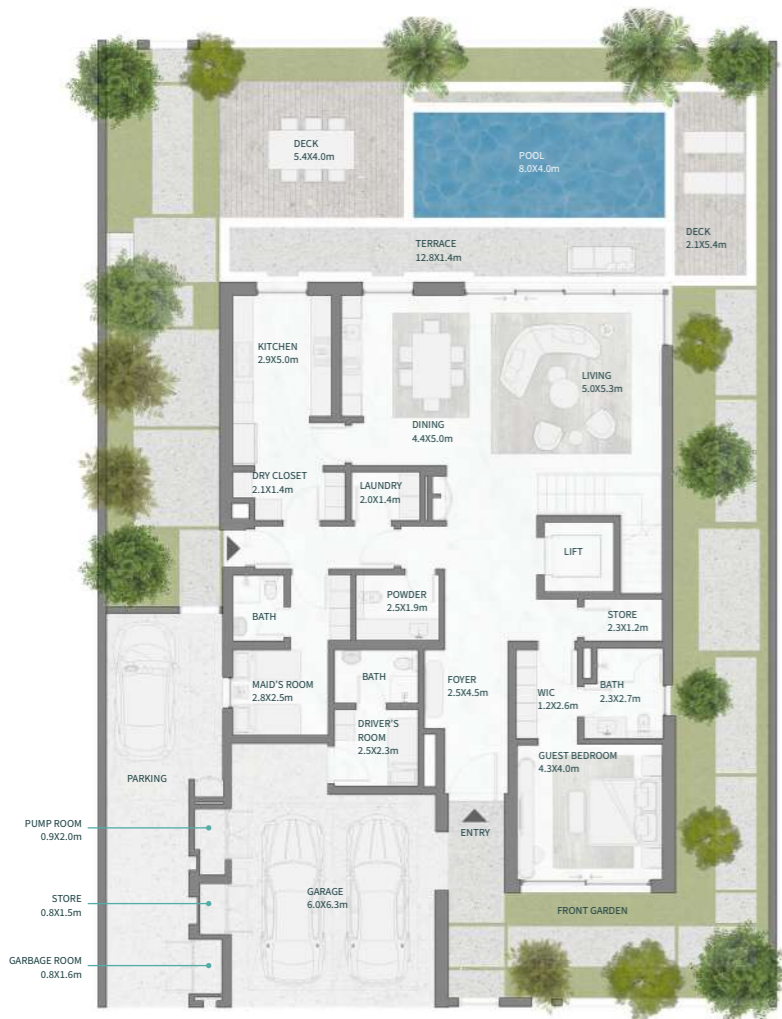 DECK
5.4X4.0m
POOL
8.0X4.0m
DECK
2.1X5.4m
TERRACE
12.8X1.4m
KITCHEN
2.9X5.0m
LIVING
5.0X5.3m
DINING
4.4X5.0m
DRY CLOSET
2.1X1.4m
LAUNDRY
2.0X1.4m
LIFT
POWDER
2.5X1.9m
BATH
STORE
2.3X1.2m
MAID'S ROOM
2.8X2.5m
BATH
FOYER
2.5X4.5m
WIC
1.2X2.6m
BATH
2.3X2.7m
DRIVER'S
ROOM
2.5X2.3m
GUEST BEDROOM
4.3X4.0m
PARKING
PUMP ROOM
0.9X2.0m
ENTRY
STORE
0.8X1.5m
GARAGE
6.0X6.3m
FRONT GARDEN
GARBAGE ROOM
0.8X1.6m